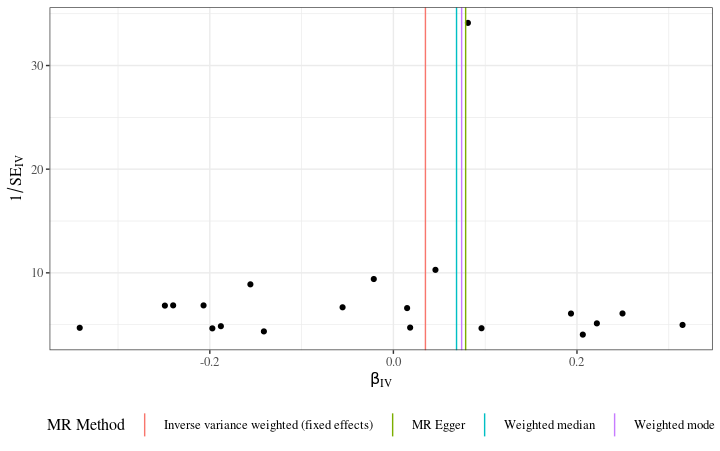 30
20
10
1/SE_IV
-0.2
0.0
0.2
β_IV
MR Method
Inverse variance weighted (fixed effects)
MR Egger
Weighted median
Weighted mode